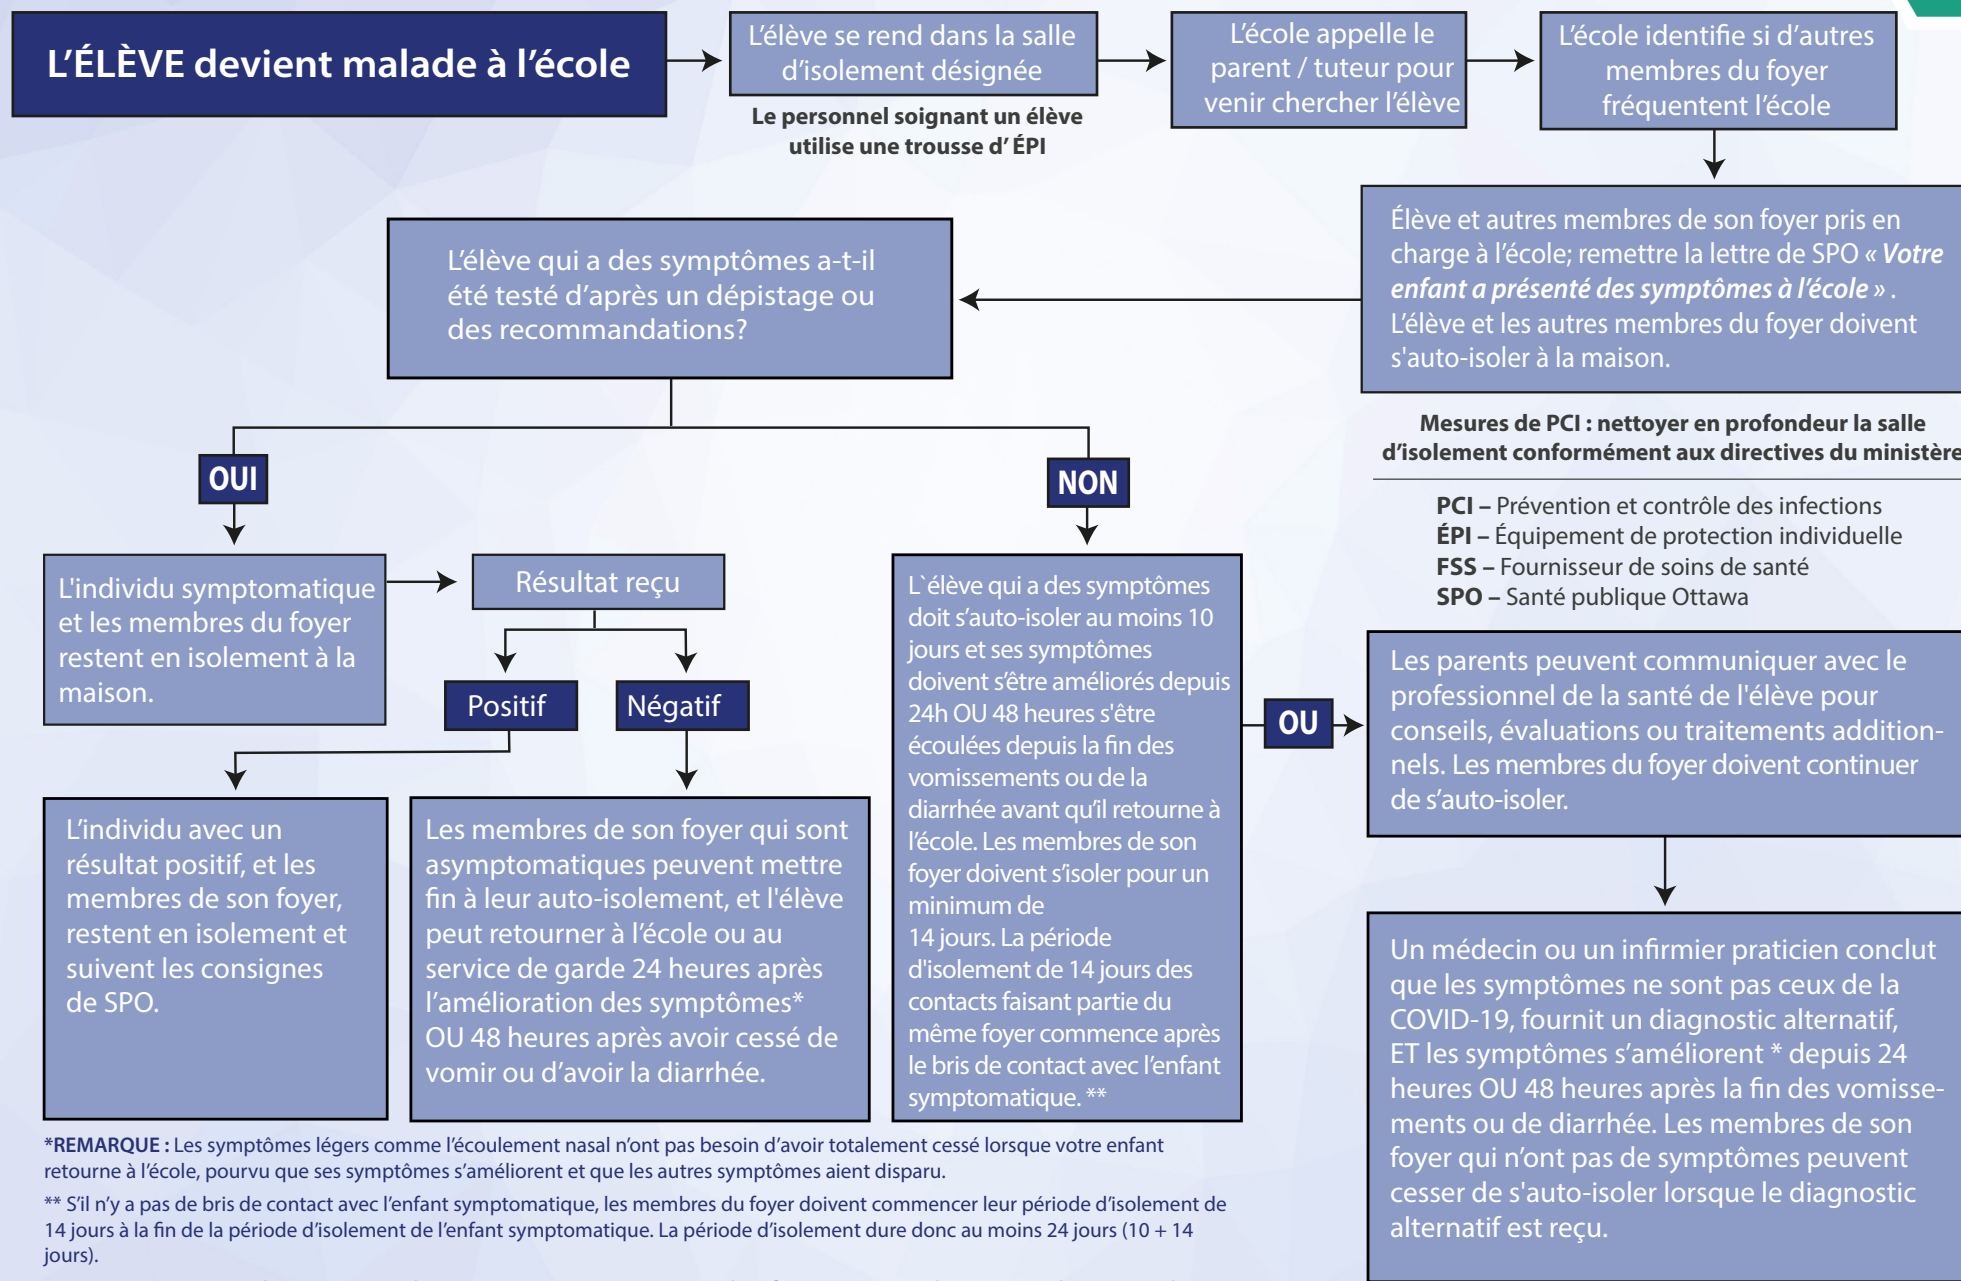 L’ÉLÈVE devient malade à l’école
L’élève se rend dans la salle
d’isolement désignée
Le personnel soignant un élève
utilise une trousse d’ ÉPI
L’école appelle le
parent / tuteur pour
venir chercher l’élève
L’école identifie si d’autres
membres du foyer
fréquentent l’école
Élève et autres membres de son foyer pris en
charge à l’école; remettre la lettre de SPO « Votre
enfant a présenté des symptômes à l’école » .
L’élève et les autres membres du foyer doivent
s'auto-isoler à la maison.
Mesures de PCI : nettoyer en profondeur la salle
d’isolement conformément aux directives du ministère
PCI – Prévention et contrôle des infections
ÉPI – Équipement de protection individuelle
FSS – Fournisseur de soins de santé
SPO – Santé publique Ottawa
L’élève qui a des symptômes a-t-il
été testé d’après un dépistage ou
des recommandations?
OUI
NON
L'individu symptomatique
et les membres du foyer
restent en isolement à la
maison.
Résultat reçu
Positif
Négatif
L’individu avec un
résultat positif, et les
membres de son foyer,
restent en isolement et
suivent les consignes
de SPO.
Les membres de son foyer qui sont
asymptomatiques peuvent mettre
fin à leur auto-isolement, et l'élève
peut retourner à l’école ou au
service de garde 24 heures après
l’amélioration des symptômes*
OU 48 heures après avoir cessé de
vomir ou d’avoir la diarrhée.
L`élève qui a des symptômes
doit s’auto-isoler au moins 10
jours et ses symptômes
doivent s’être améliorés depuis
24h OU 48 heures s'être
écoulées depuis la fin des
vomissements ou de la
diarrhée avant qu’il retourne à
l’école. Les membres de son
foyer doivent s’isoler pour un
minimum de
14 jours. La période
d'isolement de 14 jours des
contacts faisant partie du
même foyer commence après
le bris de contact avec l’enfant
symptomatique. **
OU
Les parents peuvent communiquer avec le
professionnel de la santé de l'élève pour
conseils, évaluations ou traitements addition-
nels. Les membres du foyer doivent continuer
de s’auto-isoler.
Un médecin ou un infirmier praticien conclut
que les symptômes ne sont pas ceux de la
COVID-19, fournit un diagnostic alternatif,
ET les symptômes s’améliorent * depuis 24
heures OU 48 heures après la fin des vomisse-
ments ou de diarrhée. Les membres de son
foyer qui n’ont pas de symptômes peuvent
cesser de s'auto-isoler lorsque le diagnostic
alternatif est reçu.
*REMARQUE : Les symptômes légers comme l’écoulement nasal n’ont pas besoin d’avoir totalement cessé lorsque votre enfant
retourne à l’école, pourvu que ses symptômes s’améliorent et que les autres symptômes aient disparu.
** S’il n’y a pas de bris de contact avec l’enfant symptomatique, les membres du foyer doivent commencer leur période d’isolement de
14 jours à la fin de la période d’isolement de l’enfant symptomatique. La période d’isolement dure donc au moins 24 jours (10 + 14
jours).